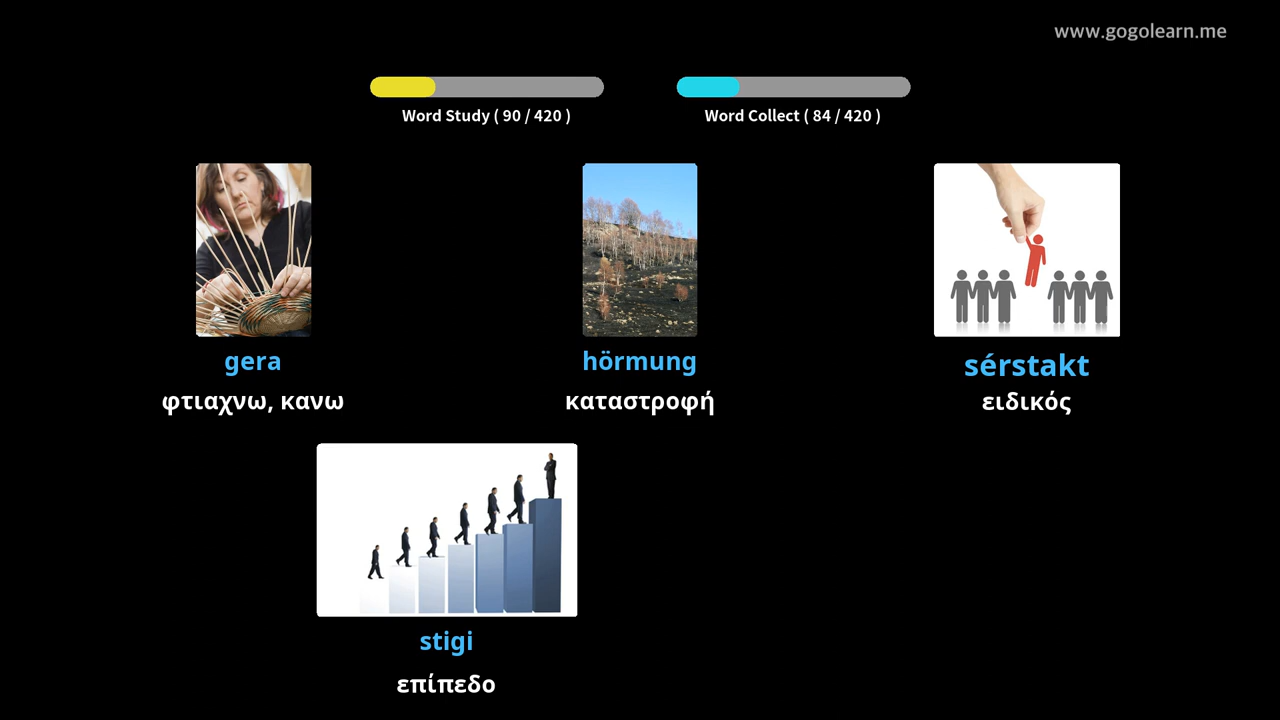 www.gogolearn.me
Word Study ( 90 / 420 )
Word Collect ( 84 / 420 )
gera
φτιαχνω, κανω
hörmung
καταστροφή
sérstakt
ειδικός
stigi
επίπεδο